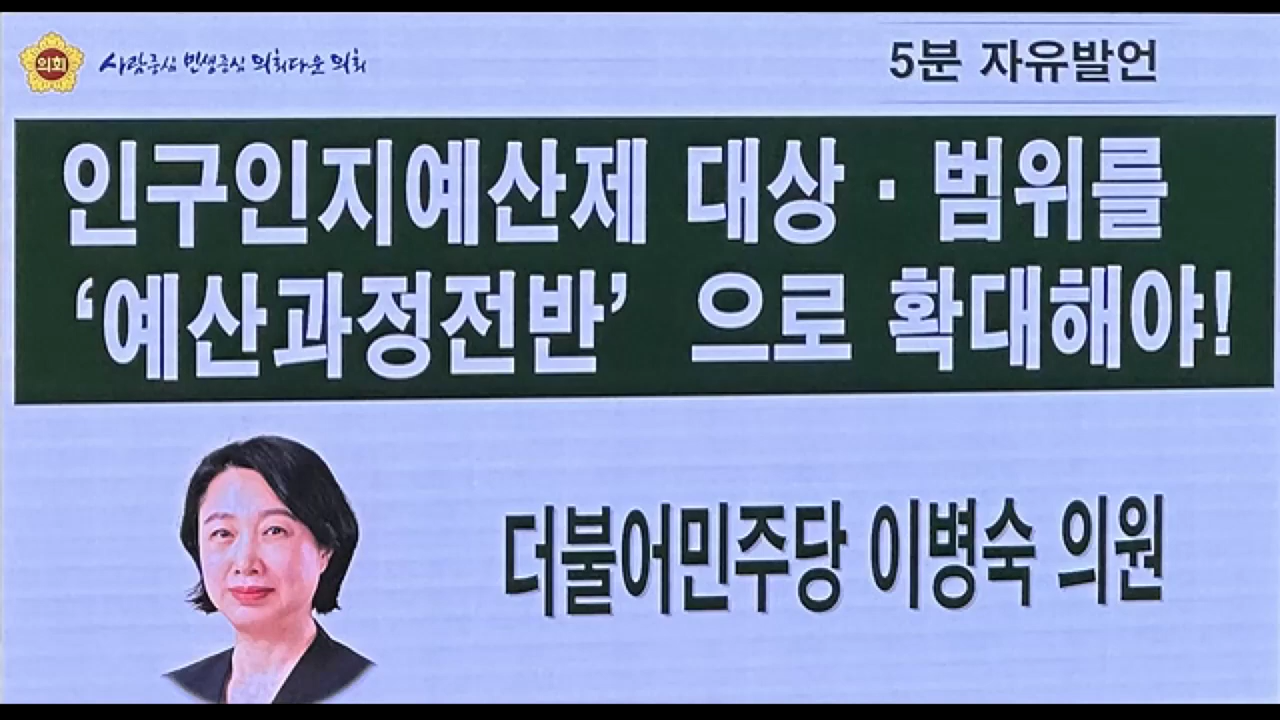 의회
사람중심 민생중심 의회다운 의회
5분 자유발언
인구인지예산제 대상·범위를
‘예산과정전반’ 으로 확대해야!
더불어민주당 이병숙 의원